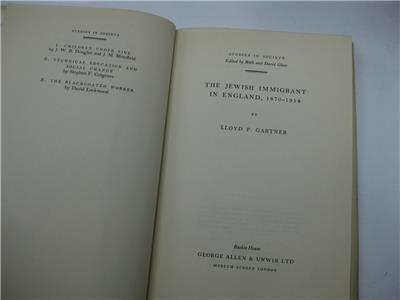 STUDIES IN SOCIETY
1. CHILDREN UNDER FIVE
by J. W. B. Douglas and J. M. Blomfield
2. TECHNICAL EDUCATION
AND SOCIAL CHANGE
by Stephen F. Cotgrove
3. THE BLACKCOATED WORKER
by David Lockwood
STUDIES IN SOCIETY
Edited by Ruth and David Glass
THE JEWISH IMMIGRANT
IN ENGLAND, 1870-1914
BY
LLOYD P. GARTNER
Ruskin House
GEORGE ALLEN & UNWIN LTD
MUSEUM STREET LONDON